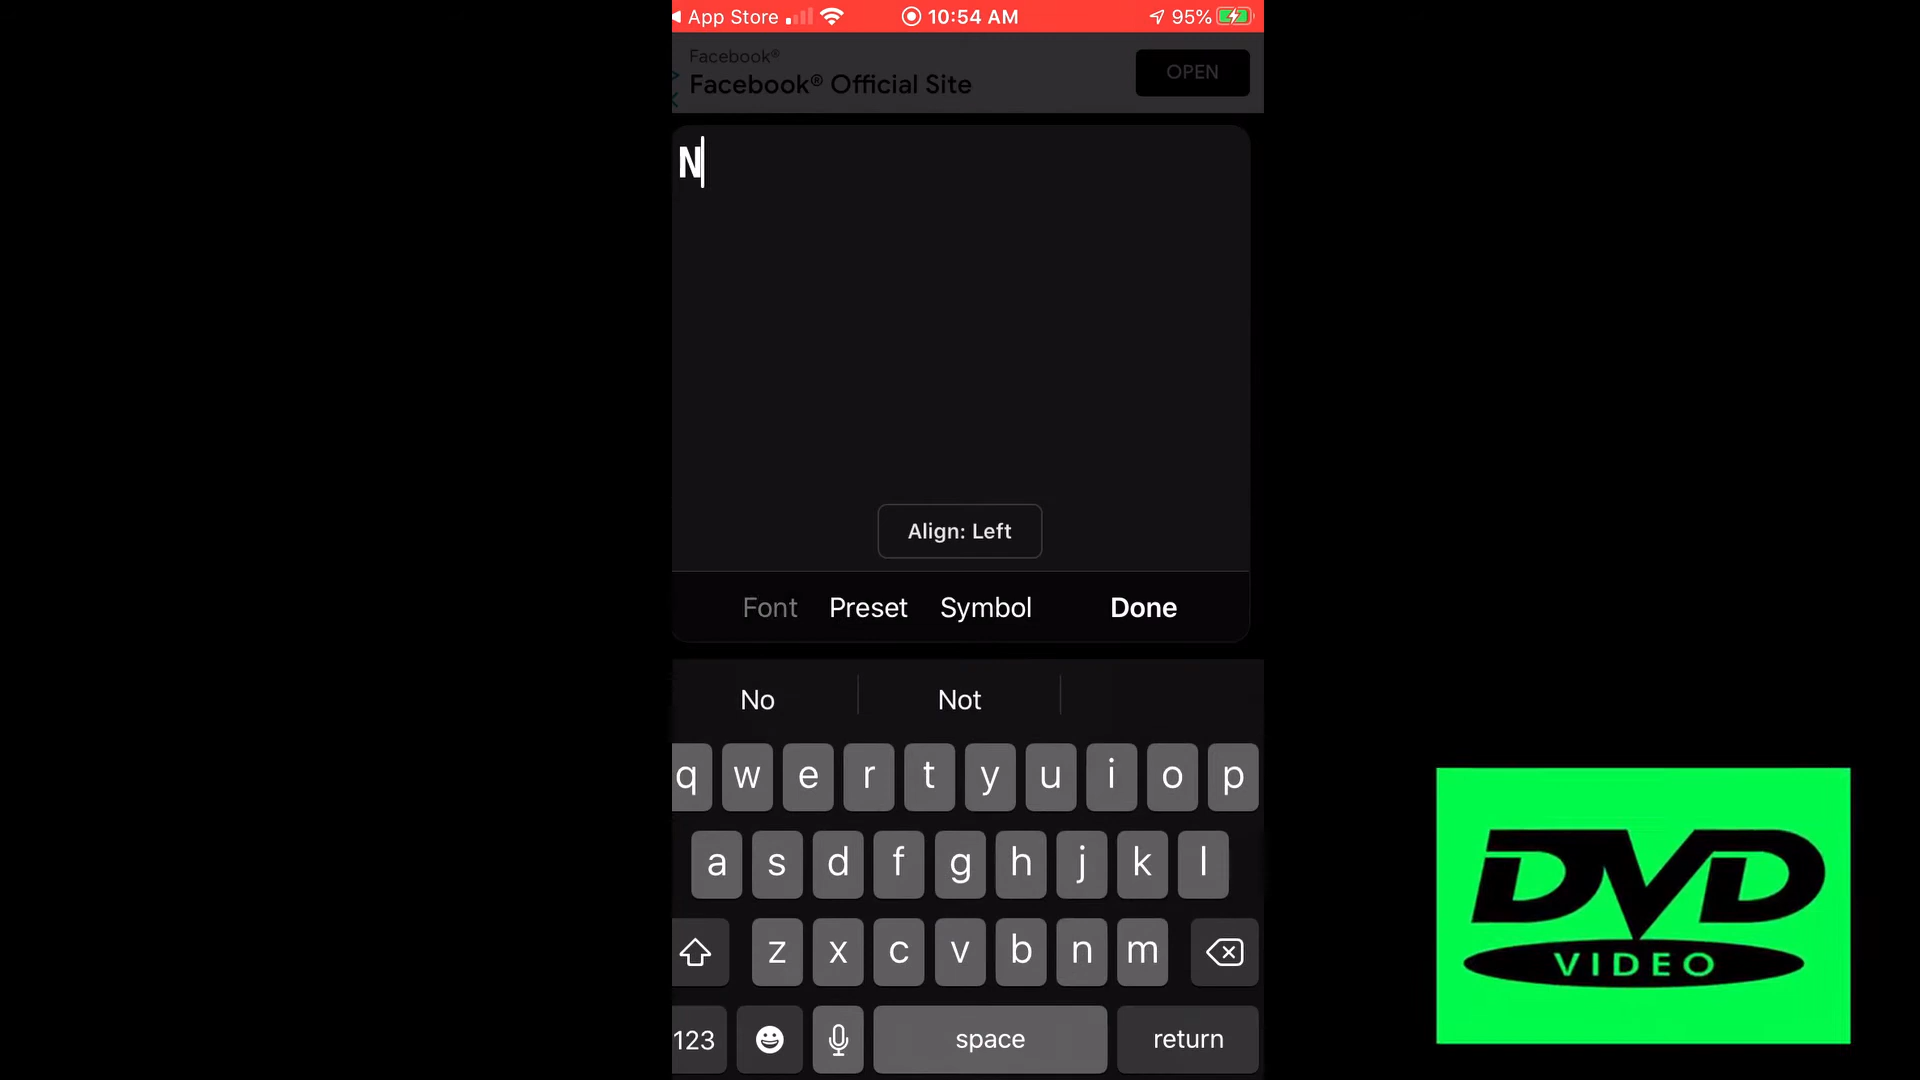 App Store 10:54 AM 95%
Facebook®
Facebook® Official Site
OPEN
N
Align: Left
Font Preset Symbol Done
No Not
q w e r t y u i o p
a s d f g h j k l
z x c v b n m
123 space return
DVD
VIDEO